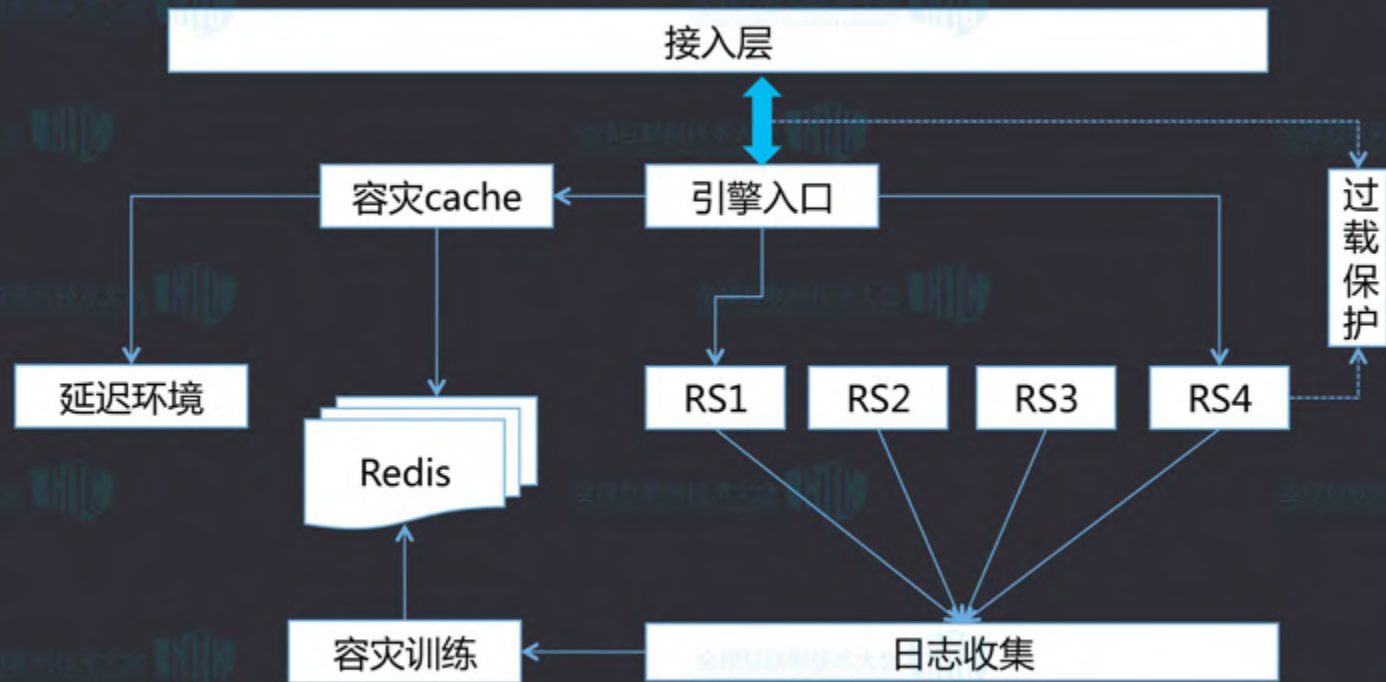 接入层
容灾cache
引擎入口
过载保护
延迟环境
RS1
RS2
RS3
RS4
Redis
容灾训练
日志收集